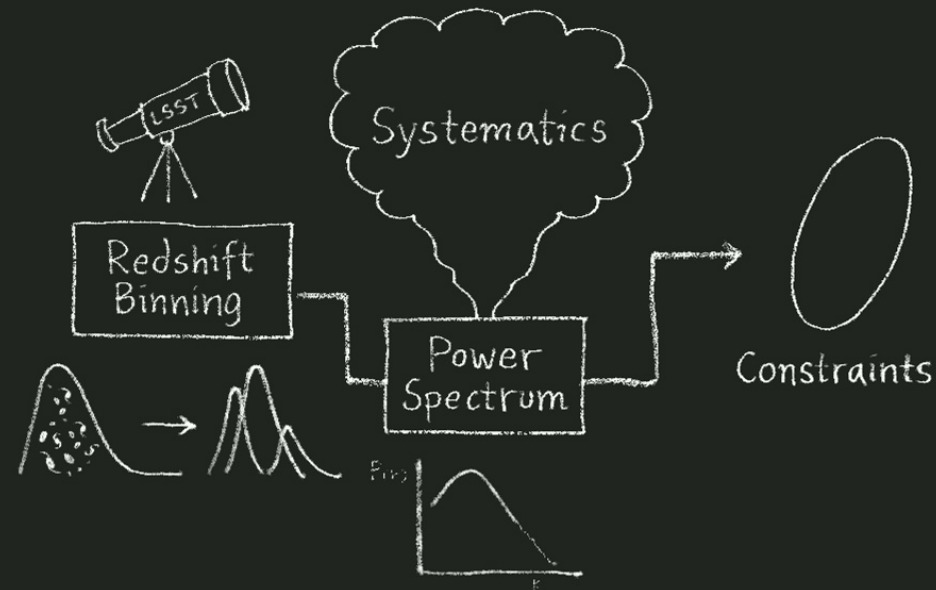 LSST
Systematics
Redshift
Binning
Power
Spectrum
Constraints